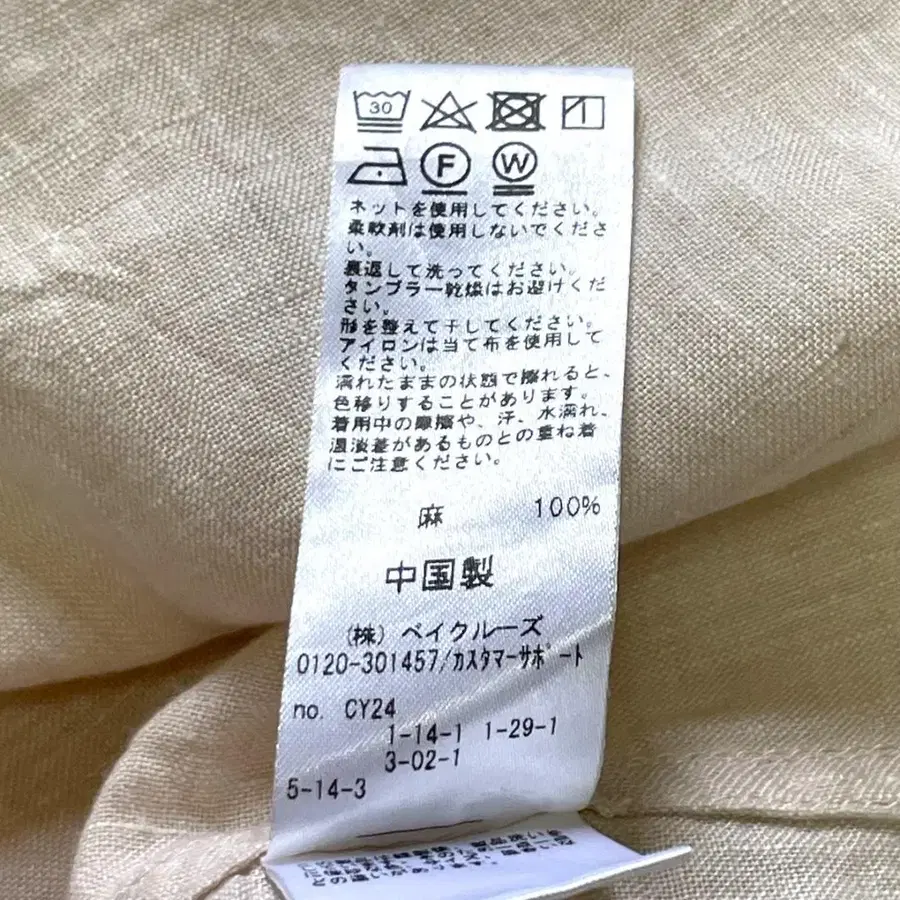 30
F W
ネットを使用してください。
柔軟剤は使用しないでくださ
い。
裏返して洗ってください。
タンブラー乾燥はお避けくだ
さい。
形を整えて干してください。
アイロンは当て布を使用して
ください。
濡れたままの状態で擦れると、
色移りすることがあります。
着用中の摩擦や、汗、水濡れ、
温淡差があるものとの重ね着
にご注意ください。
麻 100%
中国製
(株) ベイクルーズ
0120-301457/カスタマーサポート
no. CY24
1-14-1 1-29-1
3-02-1
5-14-3